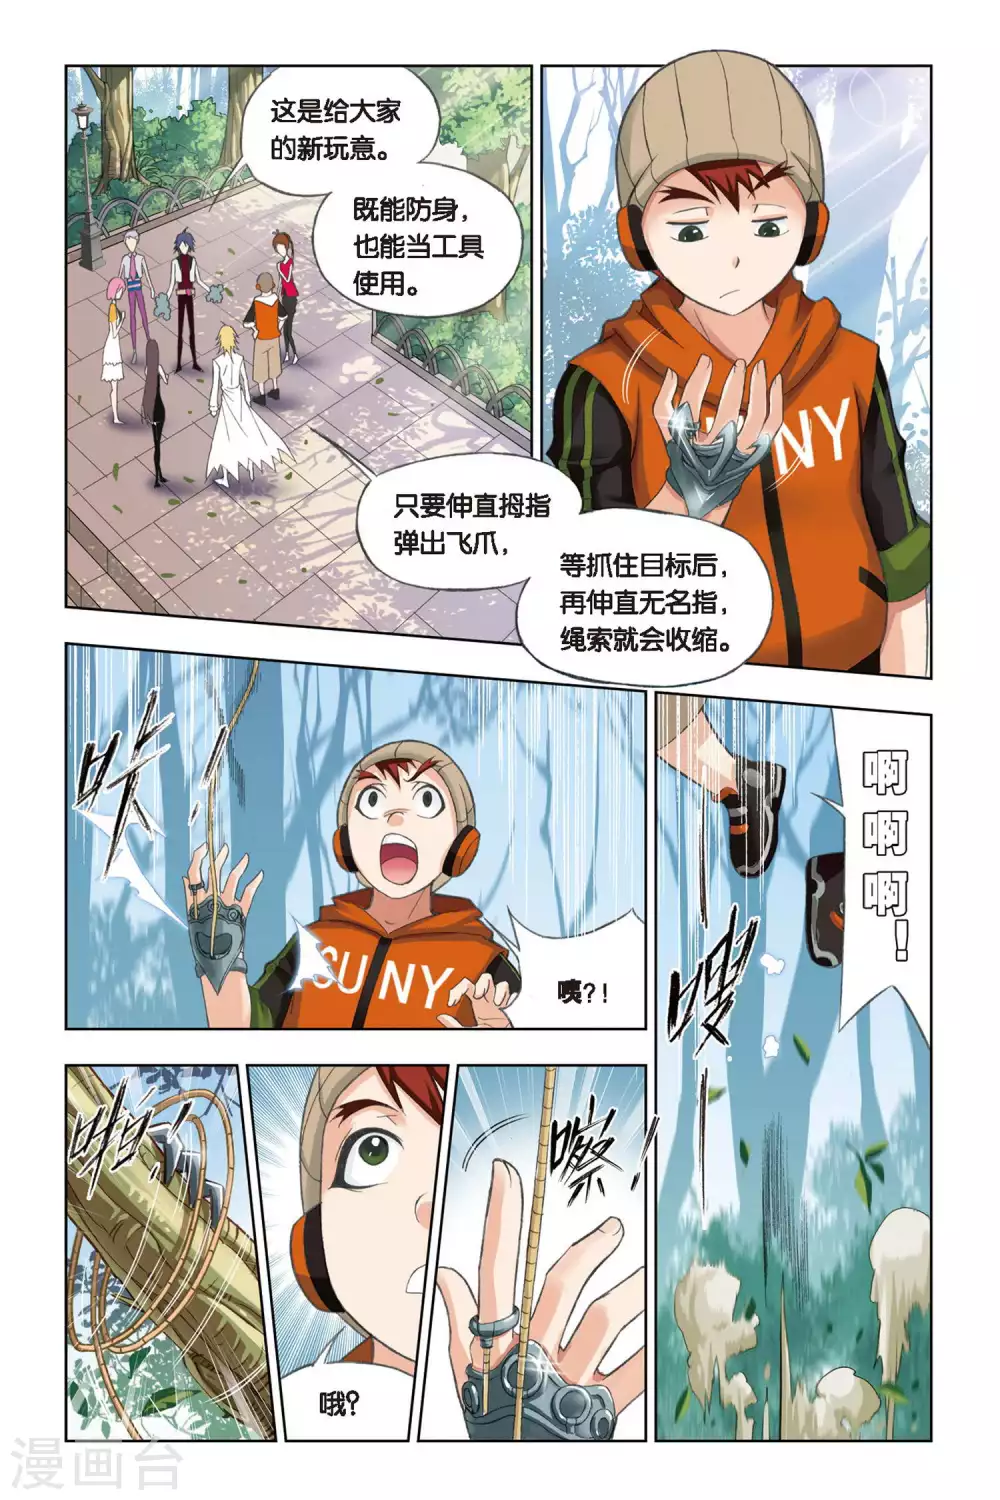 这是给大家
的新玩意。
既能防身，
也能当工具
使用。
NY
只要伸直拇指
弹出飞爪，
等抓住目标后，
再伸直无名指，
绳索就会收缩。
咔！
SUNY
咦?!
啊
啊
啊！
嗖！
啪！
哦？
嚓！
漫画台